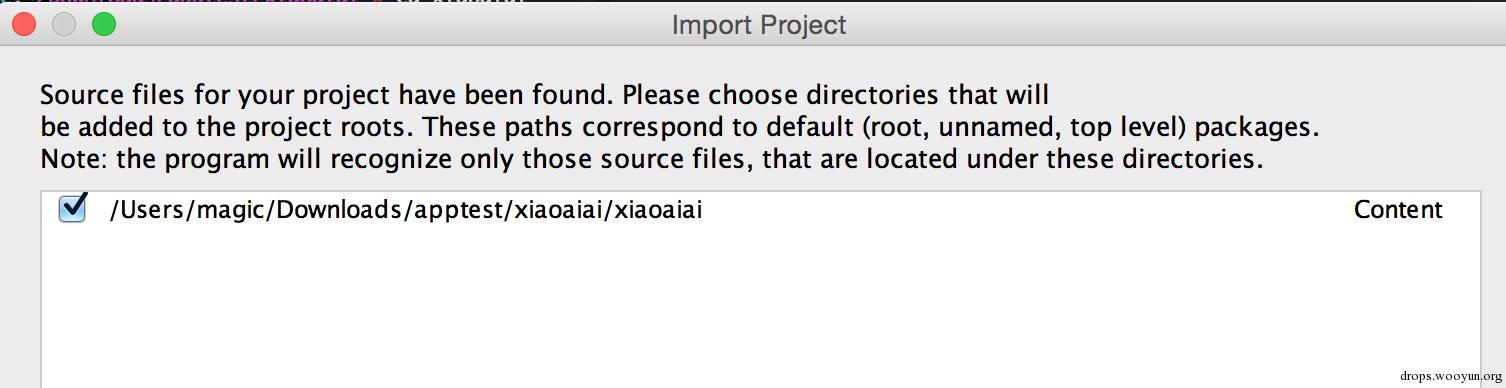 Import Project
Source files for your project have been found. Please choose directories that will
be added to the project roots. These paths correspond to default (root, unnamed, top level) packages.
Note: the program will recognize only those source files, that are located under these directories.
/Users/magic/Downloads/apptest/xiaoaiai/xiaoaiai Content
drops.wooyun.org